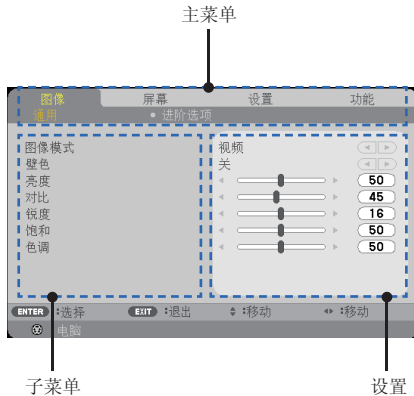 主菜单
图像 屏幕 设置 功能
通用 • 进阶选项
图像模式 视频
壁色 关
亮度 50
对比 45
锐度 16
饱和 50
色调 50
ENTER :选择 EXIT :退出 :移动 :移动
电脑
子菜单 设置